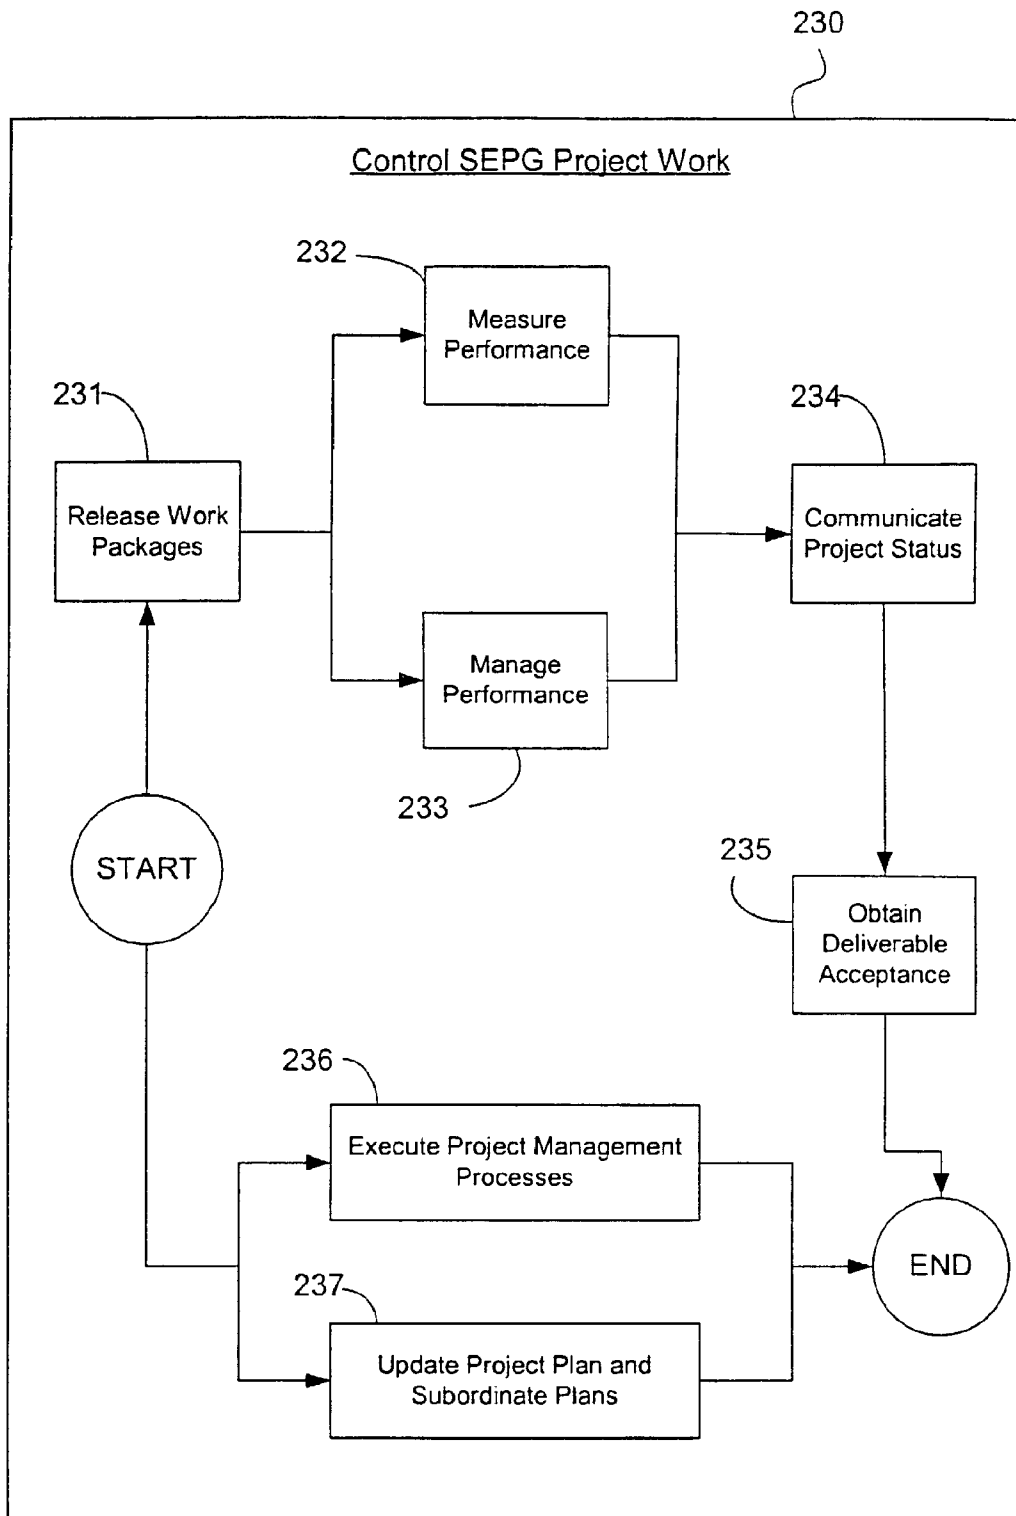 230
Control SEPG Project Work
232
Measure
Performance
231
Release Work
Packages
234
Communicate
Project Status
Manage
Performance
233
START
235
Obtain
Deliverable
Acceptance
236
Execute Project Management
Processes
END
237
Update Project Plan and
Subordinate Plans